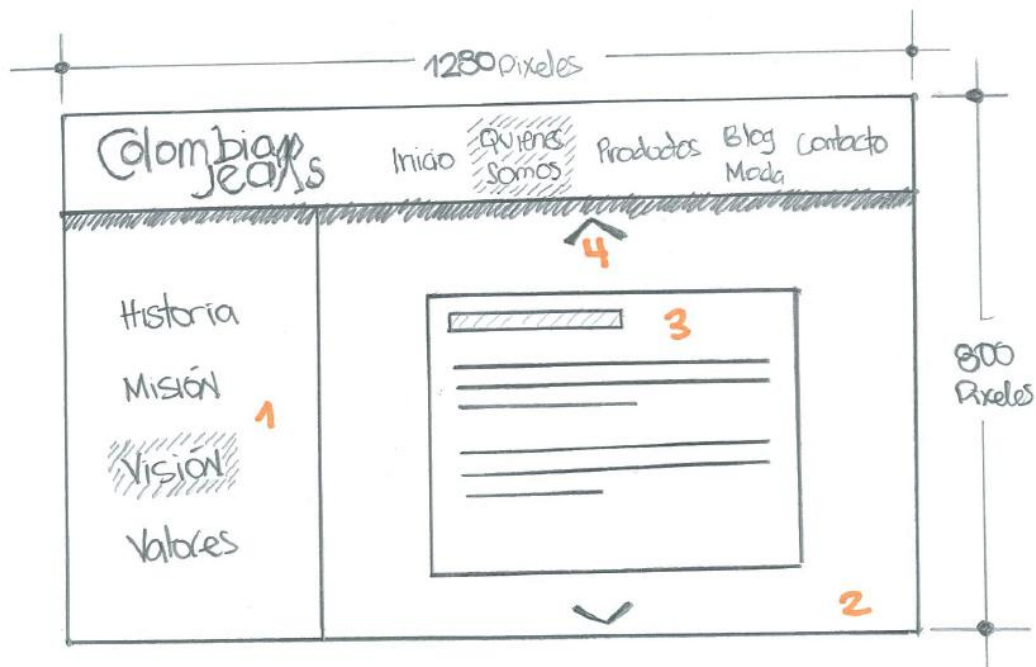 1280 pixeles
Colombian
Jeans
Inicio
Quienes
Somos
Productos
Blog
Moda
Contacto
4
3
Historia
Misión
1
Visión
Valores
800
Pixeles
2